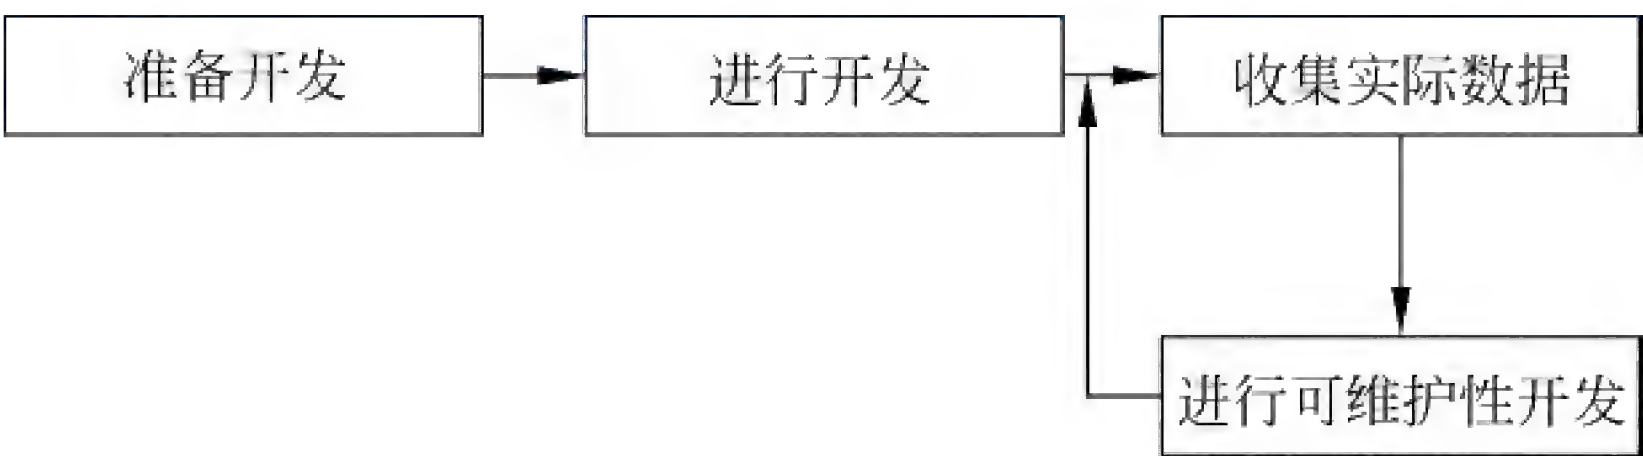 准备开发
进行开发
收集实际数据
进行可维护性开发